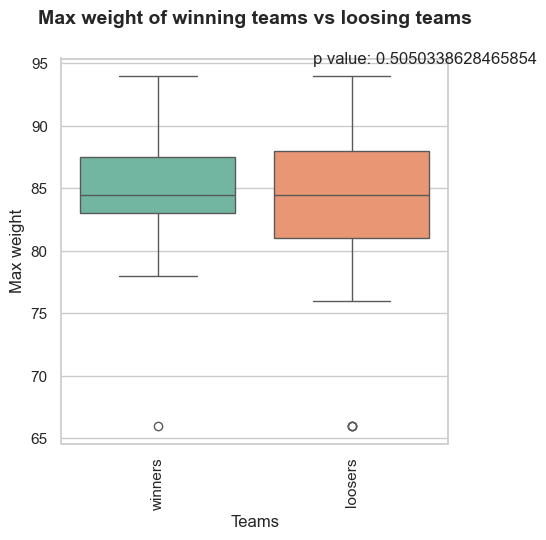 Max weight of winning teams vs loosing teams
p value: 0.5050338628465854
95
90
85
80
75
70
65
Max weight
winners
loosers
Teams